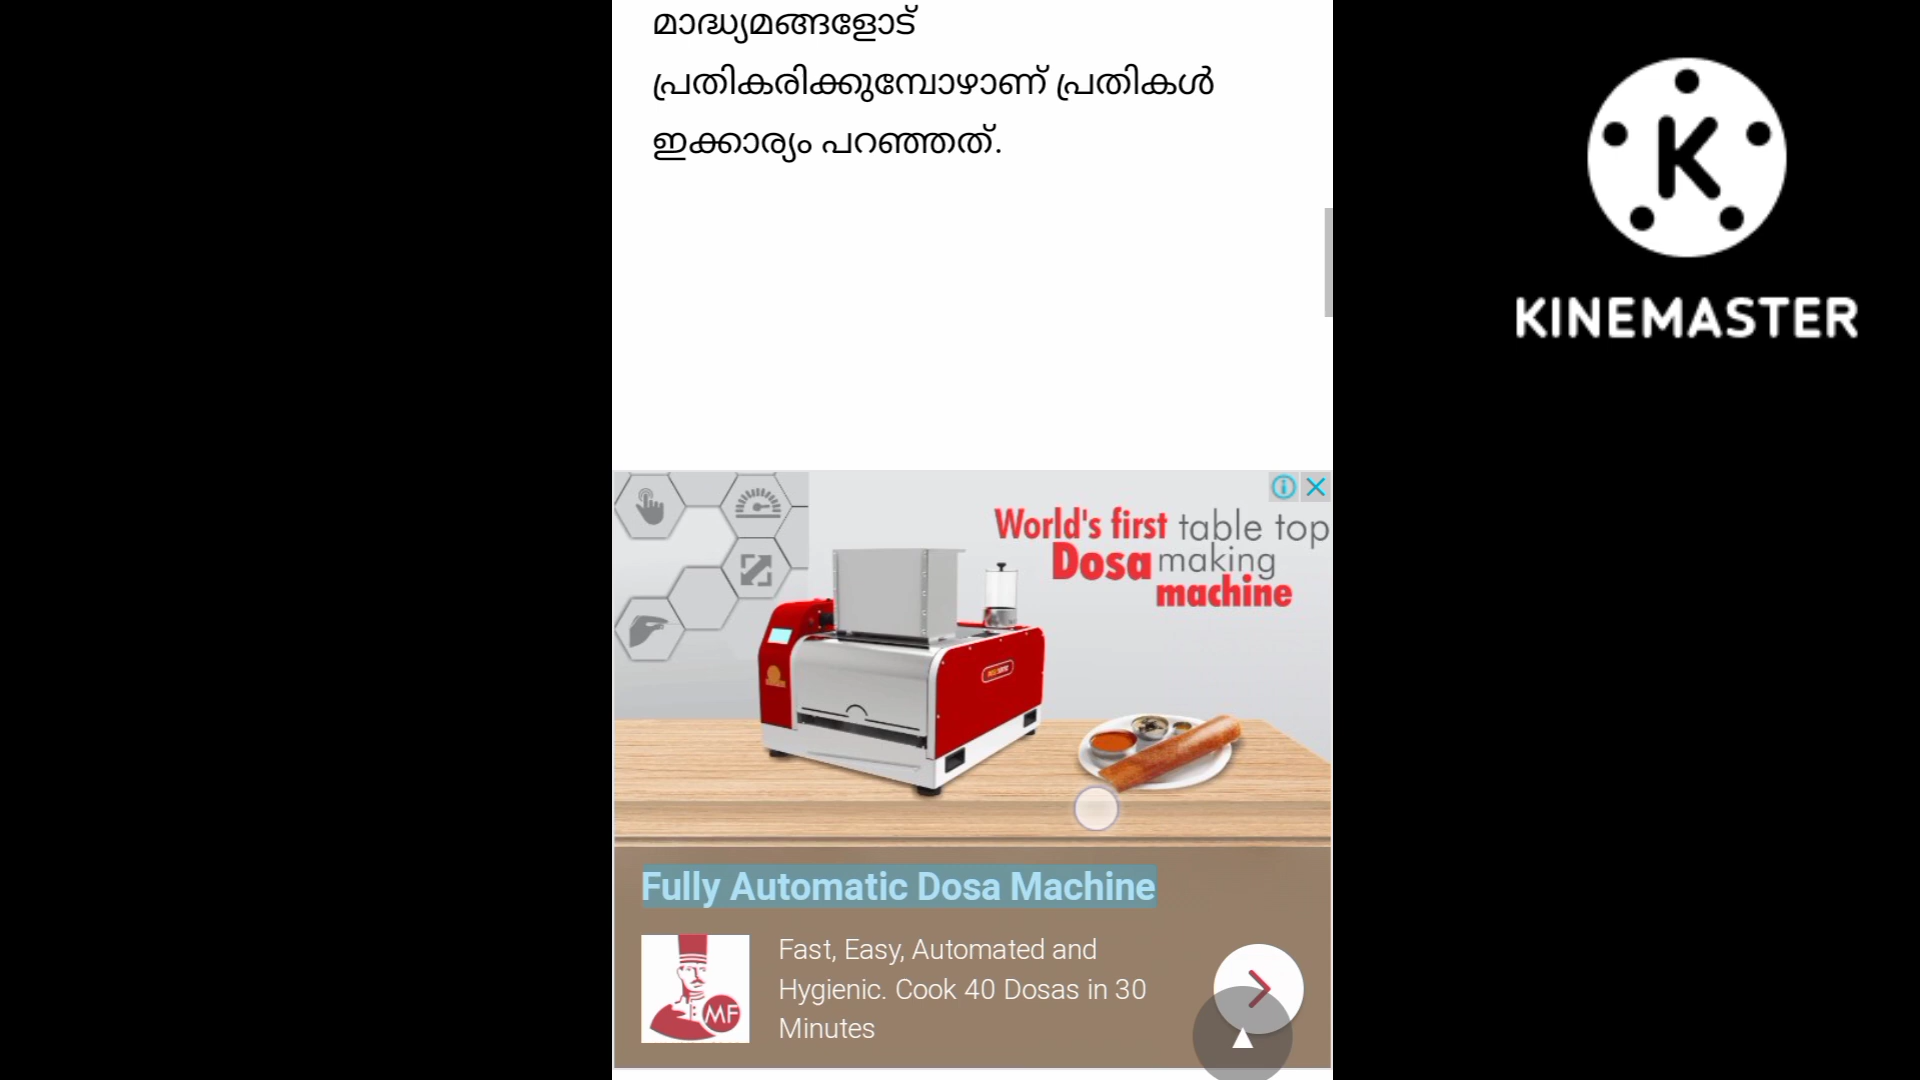 മാദ്ധ്യമങ്ങളോട്
പ്രതികരിക്കുമ്പോഴാണ് പ്രതികൾ
ഇക്കാര്യം പറഞ്ഞത്.
K
KINEMASTER
World's first table top
Dosa making
machine
Fully Automatic Dosa Machine
Fast, Easy, Automated and
Hygienic. Cook 40 Dosas in 30
Minutes
MF